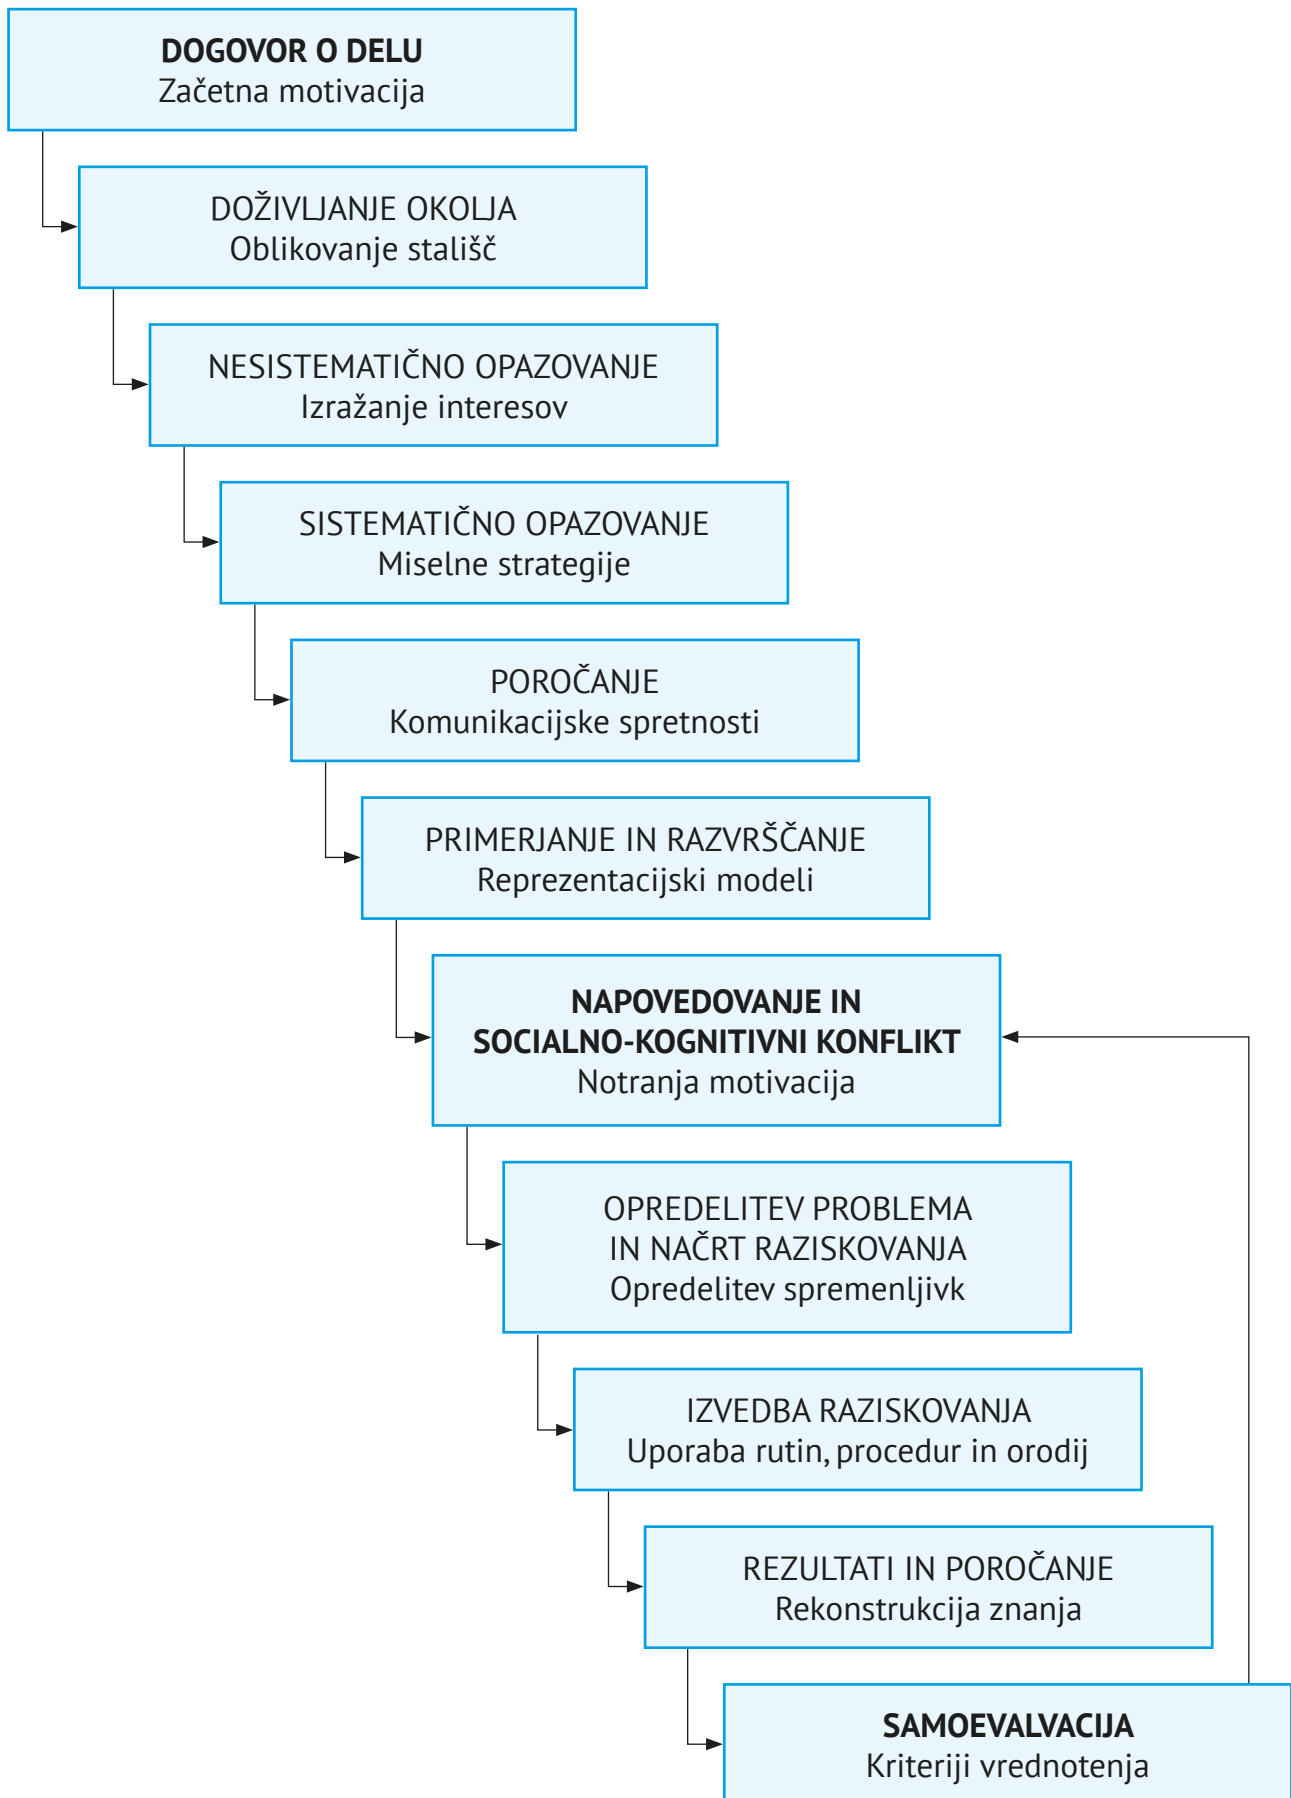 DOGOVOR O DELU
Začetna motivacija
DOŽIVLJANJE OKOLJA
Oblikovanje stališč
NESISTEMATIČNO OPAZOVANJE
Izražanje interesov
SISTEMATIČNO OPAZOVANJE
Miselne strategije
POROČANJE
Komunikacijske spretnosti
PRIMERJANJE IN RAZVRŠČANJE
Reprezentacijski modeli
NAPOVEDOVANJE IN
SOCIALNO-KOGNITIVNI KONFLIKT
Notranja motivacija
OPREDELITEV PROBLEMA
IN NAČRT RAZISKOVANJA
Opredelitev spremenljivk
IZVEDBA RAZISKOVANJA
Uporaba rutin, procedur in orodij
REZULTATI IN POROČANJE
Rekonstrukcija znanja
SAMOEVALVACIJA
Kriteriji vrednotenja